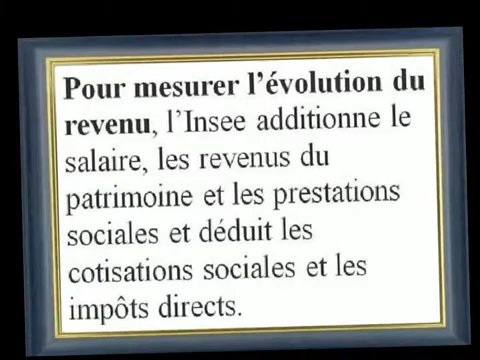 Pour mesurer l’évolution du
revenu, l’Insee additionne le
salaire, les revenus du
patrimoine et les prestations
sociales et déduit les
cotisations sociales et les
impôts directs.